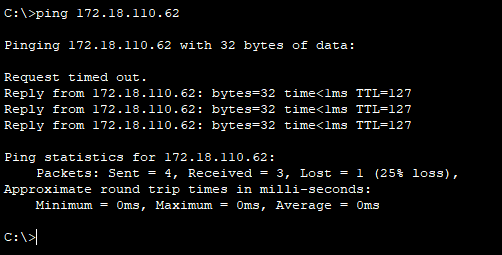 C:\>ping 172.18.110.62
Pinging 172.18.110.62 with 32 bytes of data:
Request timed out.
Reply from 172.18.110.62: bytes=32 time<1ms TTL=127
Reply from 172.18.110.62: bytes=32 time<1ms TTL=127
Reply from 172.18.110.62: bytes=32 time<1ms TTL=127
Ping statistics for 172.18.110.62:
    Packets: Sent = 4, Received = 3, Lost = 1 (25% loss),
Approximate round trip times in milli-seconds:
    Minimum = 0ms, Maximum = 0ms, Average = 0ms
C:\>